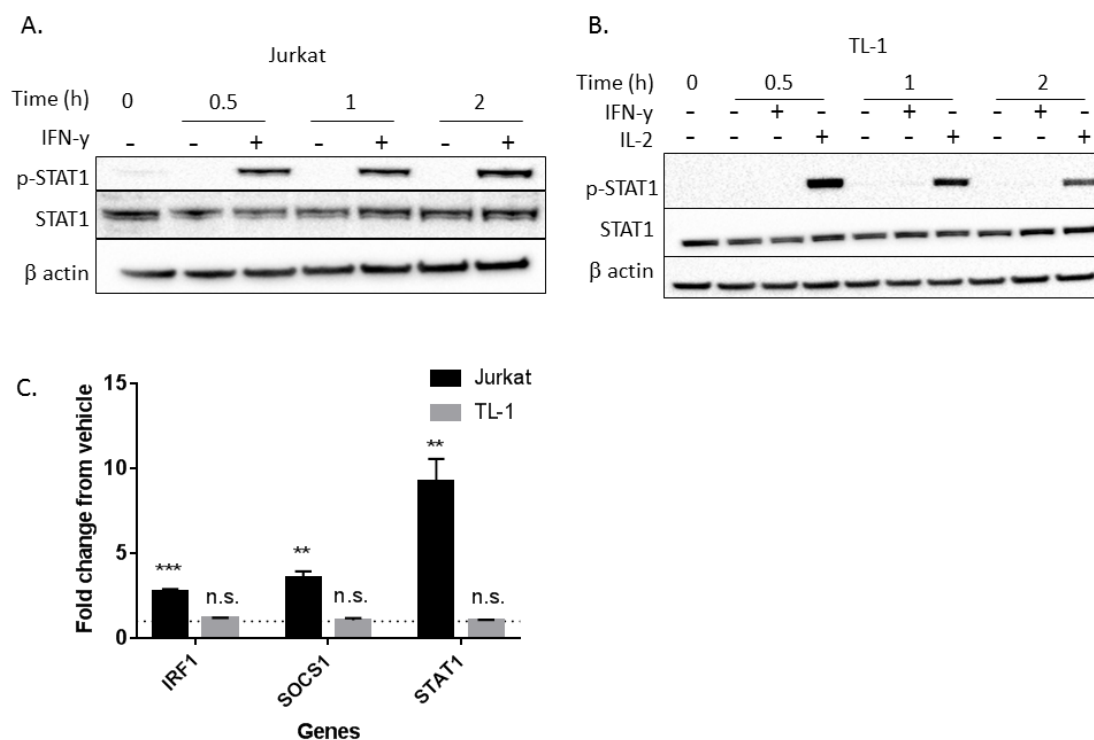 A.
Jurkat
Time (h) 0 0.5 1 2
IFN-y - - + - + - +
p-STAT1
STAT1
β actin
B.
TL-1
Time (h) 0 0.5 1 2
IFN-y - - + - - + - - + -
IL-2 - - - + - - + - - +
p-STAT1
STAT1
β actin
C.
Fold change from vehicle
15
10
5
0
Jurkat
TL-1
***
n.s.
**
n.s.
**
n.s.
IRF1
SOCS1
STAT1
Genes